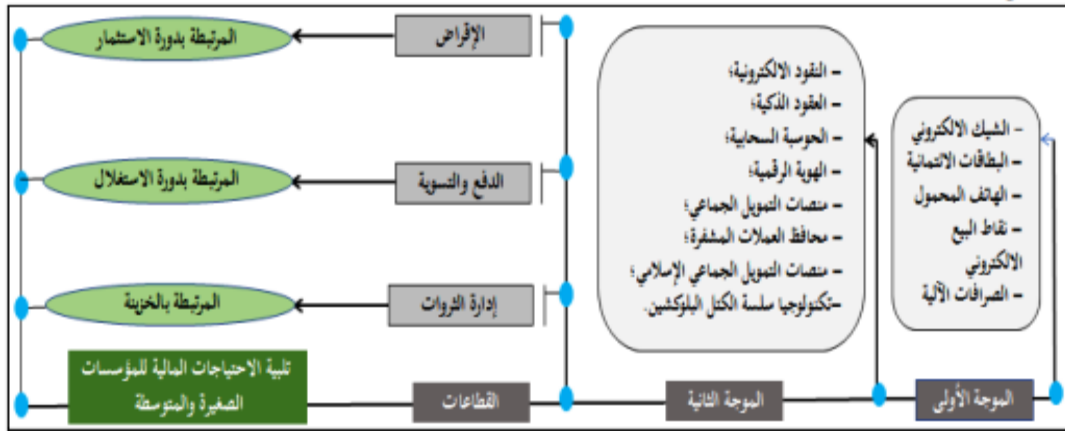 – الشيك الالكتروني
– البطاقات الائتمانية
– الهاتف المحمول
– نقاط البيع
الالكتروني
– الصرافات الآلية
الموجة الأولى
– النقود الالكترونية؛
– العقود الذكية؛
– الحوسبة السحابية؛
– الهوية الرقمية؛
– منصات التمويل الجماعي؛
– محافظ العملات المشفرة؛
– منصات التمويل الجماعي الإسلامي؛
–تكنولوجيا سلسة الكتل البلوكشين.
الموجة الثانية
الإقراض
الدفع والتسوية
إدارة الثروات
القطاعات
المرتبطة بدورة الاستثمار
المرتبطة بدورة الاستغلال
المرتبطة بالخزينة
تلبية الاحتياجات المالية للمؤسسات
الصغيرة والمتوسطة